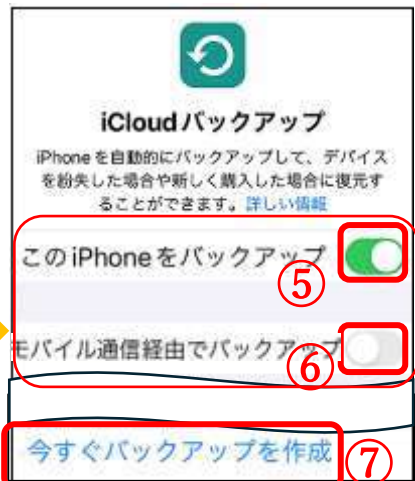 iCloudバックアップ
iPhoneを自動的にバックアップして、デバイス
を紛失した場合や新しく購入した場合に復元す
ることができます。詳しい情報
このiPhoneをバックアップ
⑤
モバイル通信経由でバックアップ
⑥
今すぐバックアップを作成
⑦